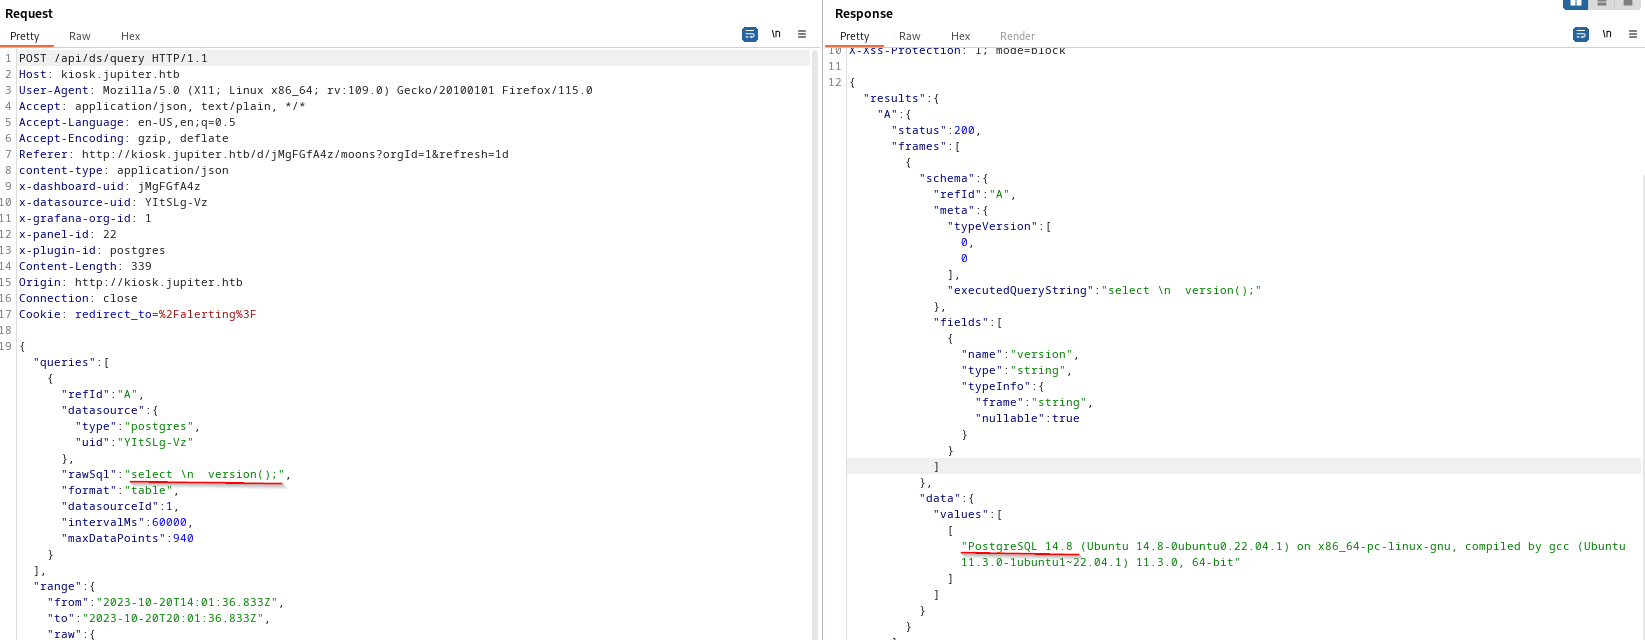 Request
Pretty Raw Hex
\n
1 POST /api/ds/query HTTP/1.1
2 Host: kiosk.jupiter.htb
3 User-Agent: Mozilla/5.0 (X11; Linux x86_64; rv:109.0) Gecko/20100101 Firefox/115.0
4 Accept: application/json, text/plain, */*
5 Accept-Language: en-US,en;q=0.5
6 Accept-Encoding: gzip, deflate
7 Referer: http://kiosk.jupiter.htb/d/jMgFGfA4z/moons?orgId=1&refresh=1d
8 content-type: application/json
9 x-dashboard-uid: jMgFGfA4z
10 x-datasource-uid: YItSLg-Vz
11 x-grafana-org-id: 1
12 x-panel-id: 22
13 x-plugin-id: postgres
14 Content-Length: 339
15 Origin: http://kiosk.jupiter.htb
16 Connection: close
17 Cookie: redirect_to=%2Falerting%3F
18
19 {
"queries":[
{
"refId":"A",
"datasource":{
"type":"postgres",
"uid":"YItSLg-Vz"
},
"rawSql":"select \n  version();",
"format":"table",
"datasourceId":1,
"intervalMs":60000,
"maxDataPoints":940
}
],
"range":{
"from":"2023-10-20T14:01:36.833Z",
"to":"2023-10-20T20:01:36.833Z",
"raw":{
Response
Pretty Raw Hex Render
\n
10 X-Xss-Protection: 1; mode=block
11
12 {
"results":{
"A":{
"status":200,
"frames":[
{
"schema":{
"refId":"A",
"meta":{
"typeVersion":[
0,
0
],
"executedQueryString":"select \n  version();"
},
"fields":[
{
"name":"version",
"type":"string",
"typeInfo":{
"frame":"string",
"nullable":true
}
}
]
},
"data":{
"values":[
[
"PostgreSQL 14.8 (Ubuntu 14.8-0ubuntu0.22.04.1) on x86_64-pc-linux-gnu, compiled by gcc (Ubuntu
11.3.0-1ubuntu1~22.04.1) 11.3.0, 64-bit"
]
]
}
}